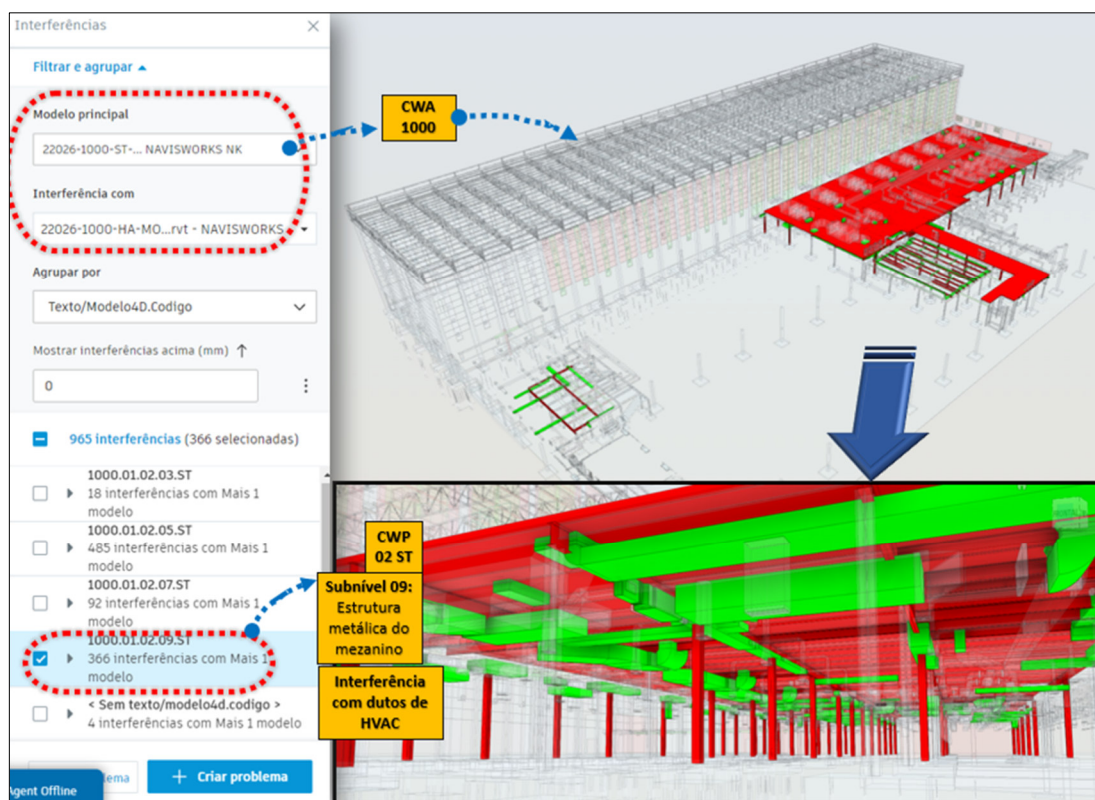 Interferências
Filtrar e agrupar
Modelo principal
22026-1000-ST-... NAVISWORKS NK
Interferência com
22026-1000-HA-MO...rvt - NAVISWORKS
Agrupar por
Texto/Modelo4D.Codigo
Mostrar interferências acima (mm) ↑
0
965 interferências (366 selecionadas)
1000.01.02.03.ST
18 interferências com Mais 1
modelo
1000.01.02.05.ST
485 interferências com Mais 1
modelo
1000.01.02.07.ST
92 interferências com Mais 1
modelo
1000.01.02.09.ST
366 interferências com Mais 1
modelo
< Sem texto/modelo4d.codigo >
4 interferências com Mais 1 modelo
+ Criar problema
Agent Offline
CWA
1000
CWP
02 ST
Subnível 09:
Estrutura
metálica do
mezanino
Interferência
com dutos de
HVAC
FRONTAL